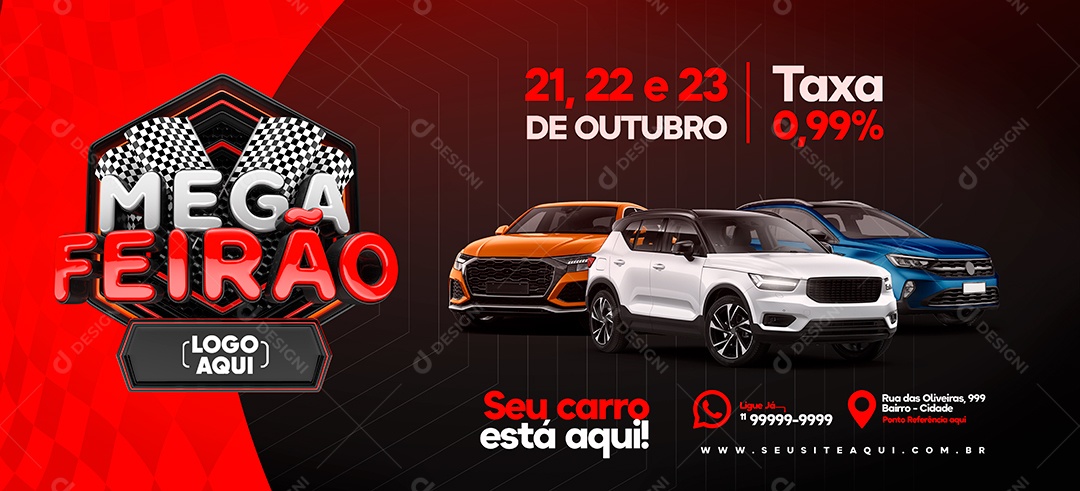 MEGA
FEIRÃO
LOGO
AQUI
21, 22 e 23
DE OUTUBRO
Taxa
0,99%
Seu carro
está aqui!
Ligue Já
11 99999-9999
Rua das Oliveiras, 999
Bairro - Cidade
Ponto Referência aqui
WWW.SEUSITEAQUI.COM.BR
DESIGNI